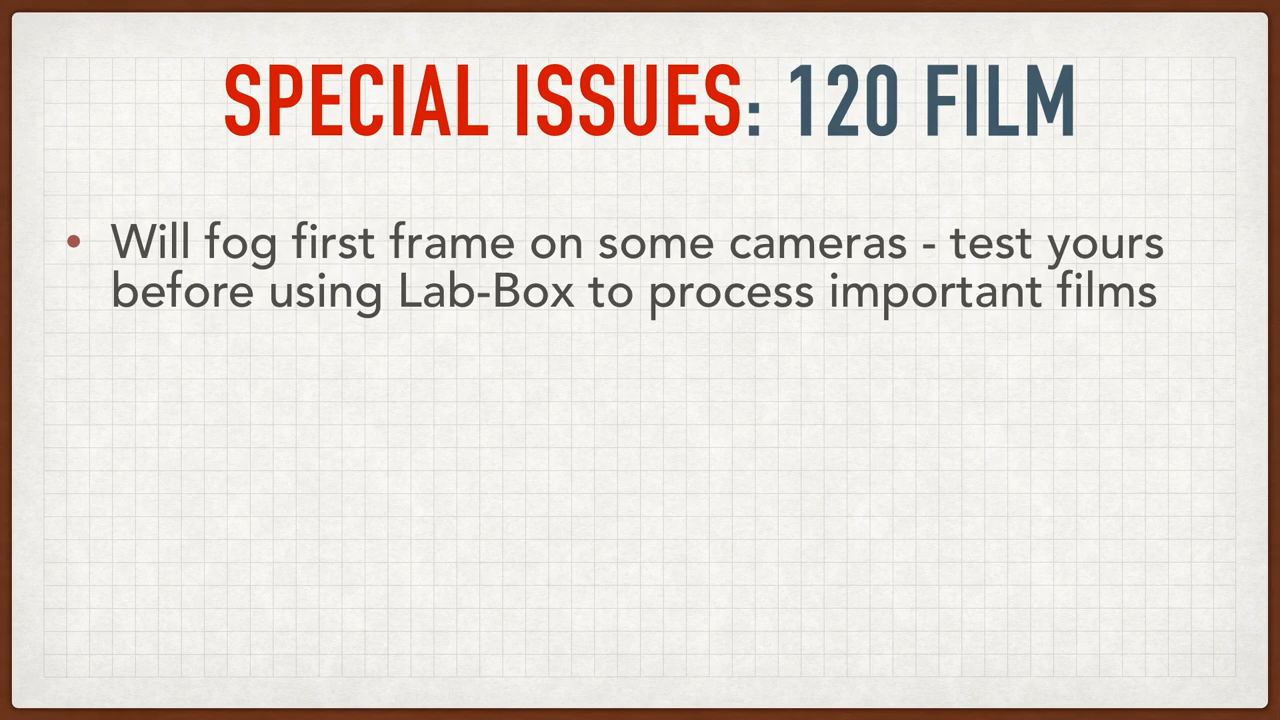 SPECIAL ISSUES: 120 FILM
• Will fog first frame on some cameras - test yours
before using Lab-Box to process important films